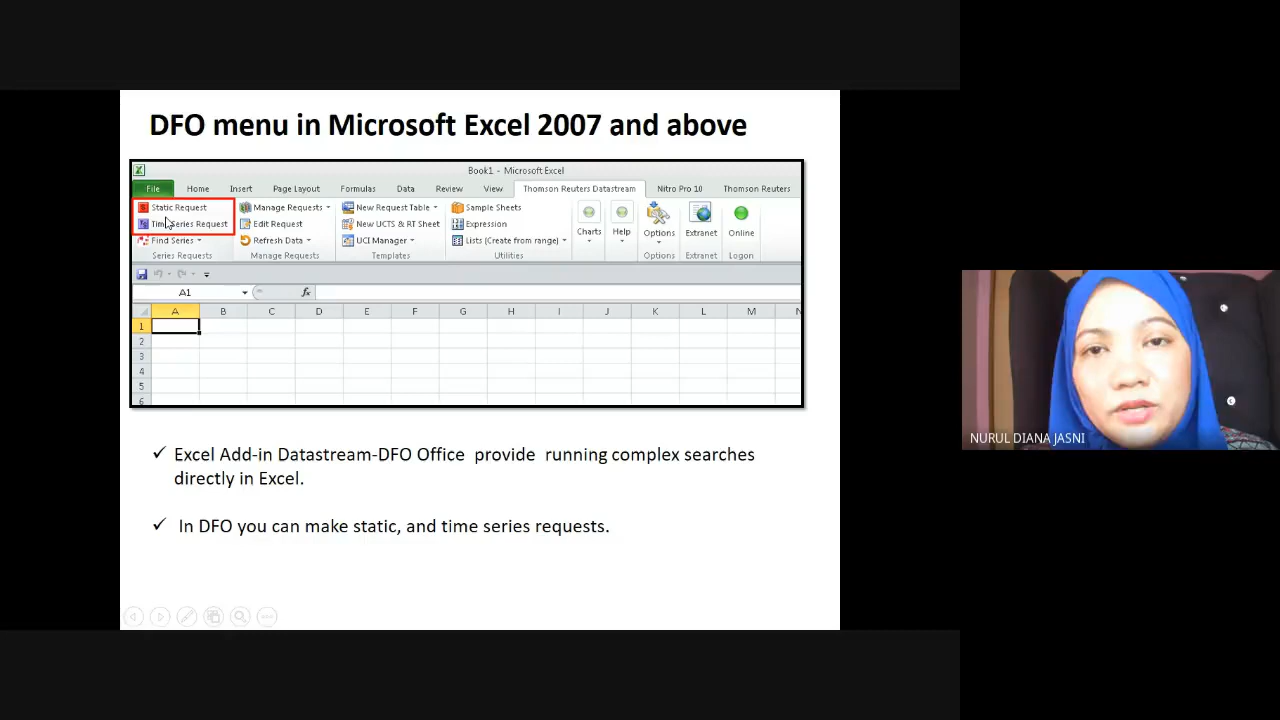 DFO menu in Microsoft Excel 2007 and above
Book1 - Microsoft Excel
File Home Insert Page Layout Formulas Data Review View Thomson Reuters Datastream Nitro Pro 10 Thomson Reuters
Static Request Manage Requests New Request Table Sample Sheets
Time Series Request Edit Request New UCTS & RT Sheet Expression Charts Help Options Extranet Online
Find Series Refresh Data UCI Manager Lists (Create from range)
Series Requests Manage Requests Templates Utilities Options Extranet Logon
A1 fx
A B C D E F G H I J K L M N
1
2
3
4
5
6
✓ Excel Add-in Datastream-DFO Office provide running complex searches
directly in Excel.
✓ In DFO you can make static, and time series requests.
NURUL DIANA JASNI